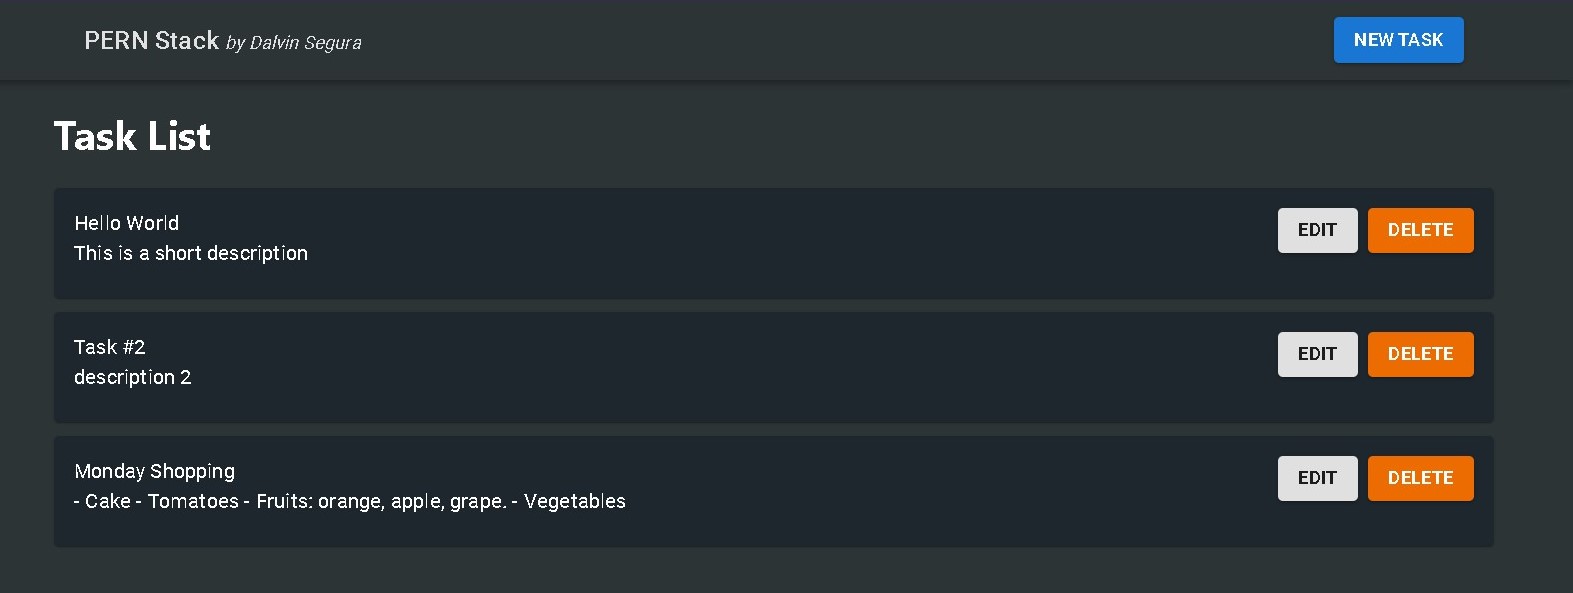 PERN Stack by Dalvin Segura
NEW TASK
Task List
Hello World
This is a short description
EDIT
DELETE
Task #2
description 2
EDIT
DELETE
Monday Shopping
- Cake - Tomatoes - Fruits: orange, apple, grape. - Vegetables
EDIT
DELETE